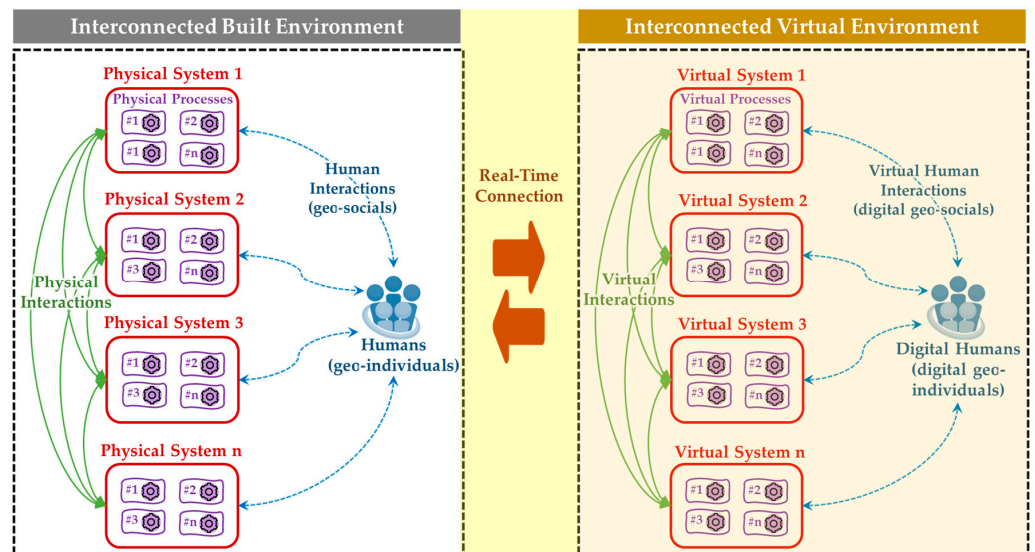 Interconnected Built Environment
Physical System 1
Physical Processes
#1 #2
#1 #n
Physical System 2
#1 #2
#3 #n
Physical System 3
#1 #2
#3 #n
Physical System n
#1 #2
#3 #n
Physical
Interactions
Human
Interactions
(geo-socials)
Humans
(geo-individuals)
Real-Time
Connection
Interconnected Virtual Environment
Virtual System 1
Virtual Processes
#1 #2
#1 #n
Virtual System 2
#1 #2
#3 #n
Virtual System 3
#1 #2
#3 #n
Virtual System n
#1 #2
#3 #n
Virtual
Interactions
Virtual Human
Interactions
(digital geo-socials)
Digital Humans
(digital geo-
individuals)